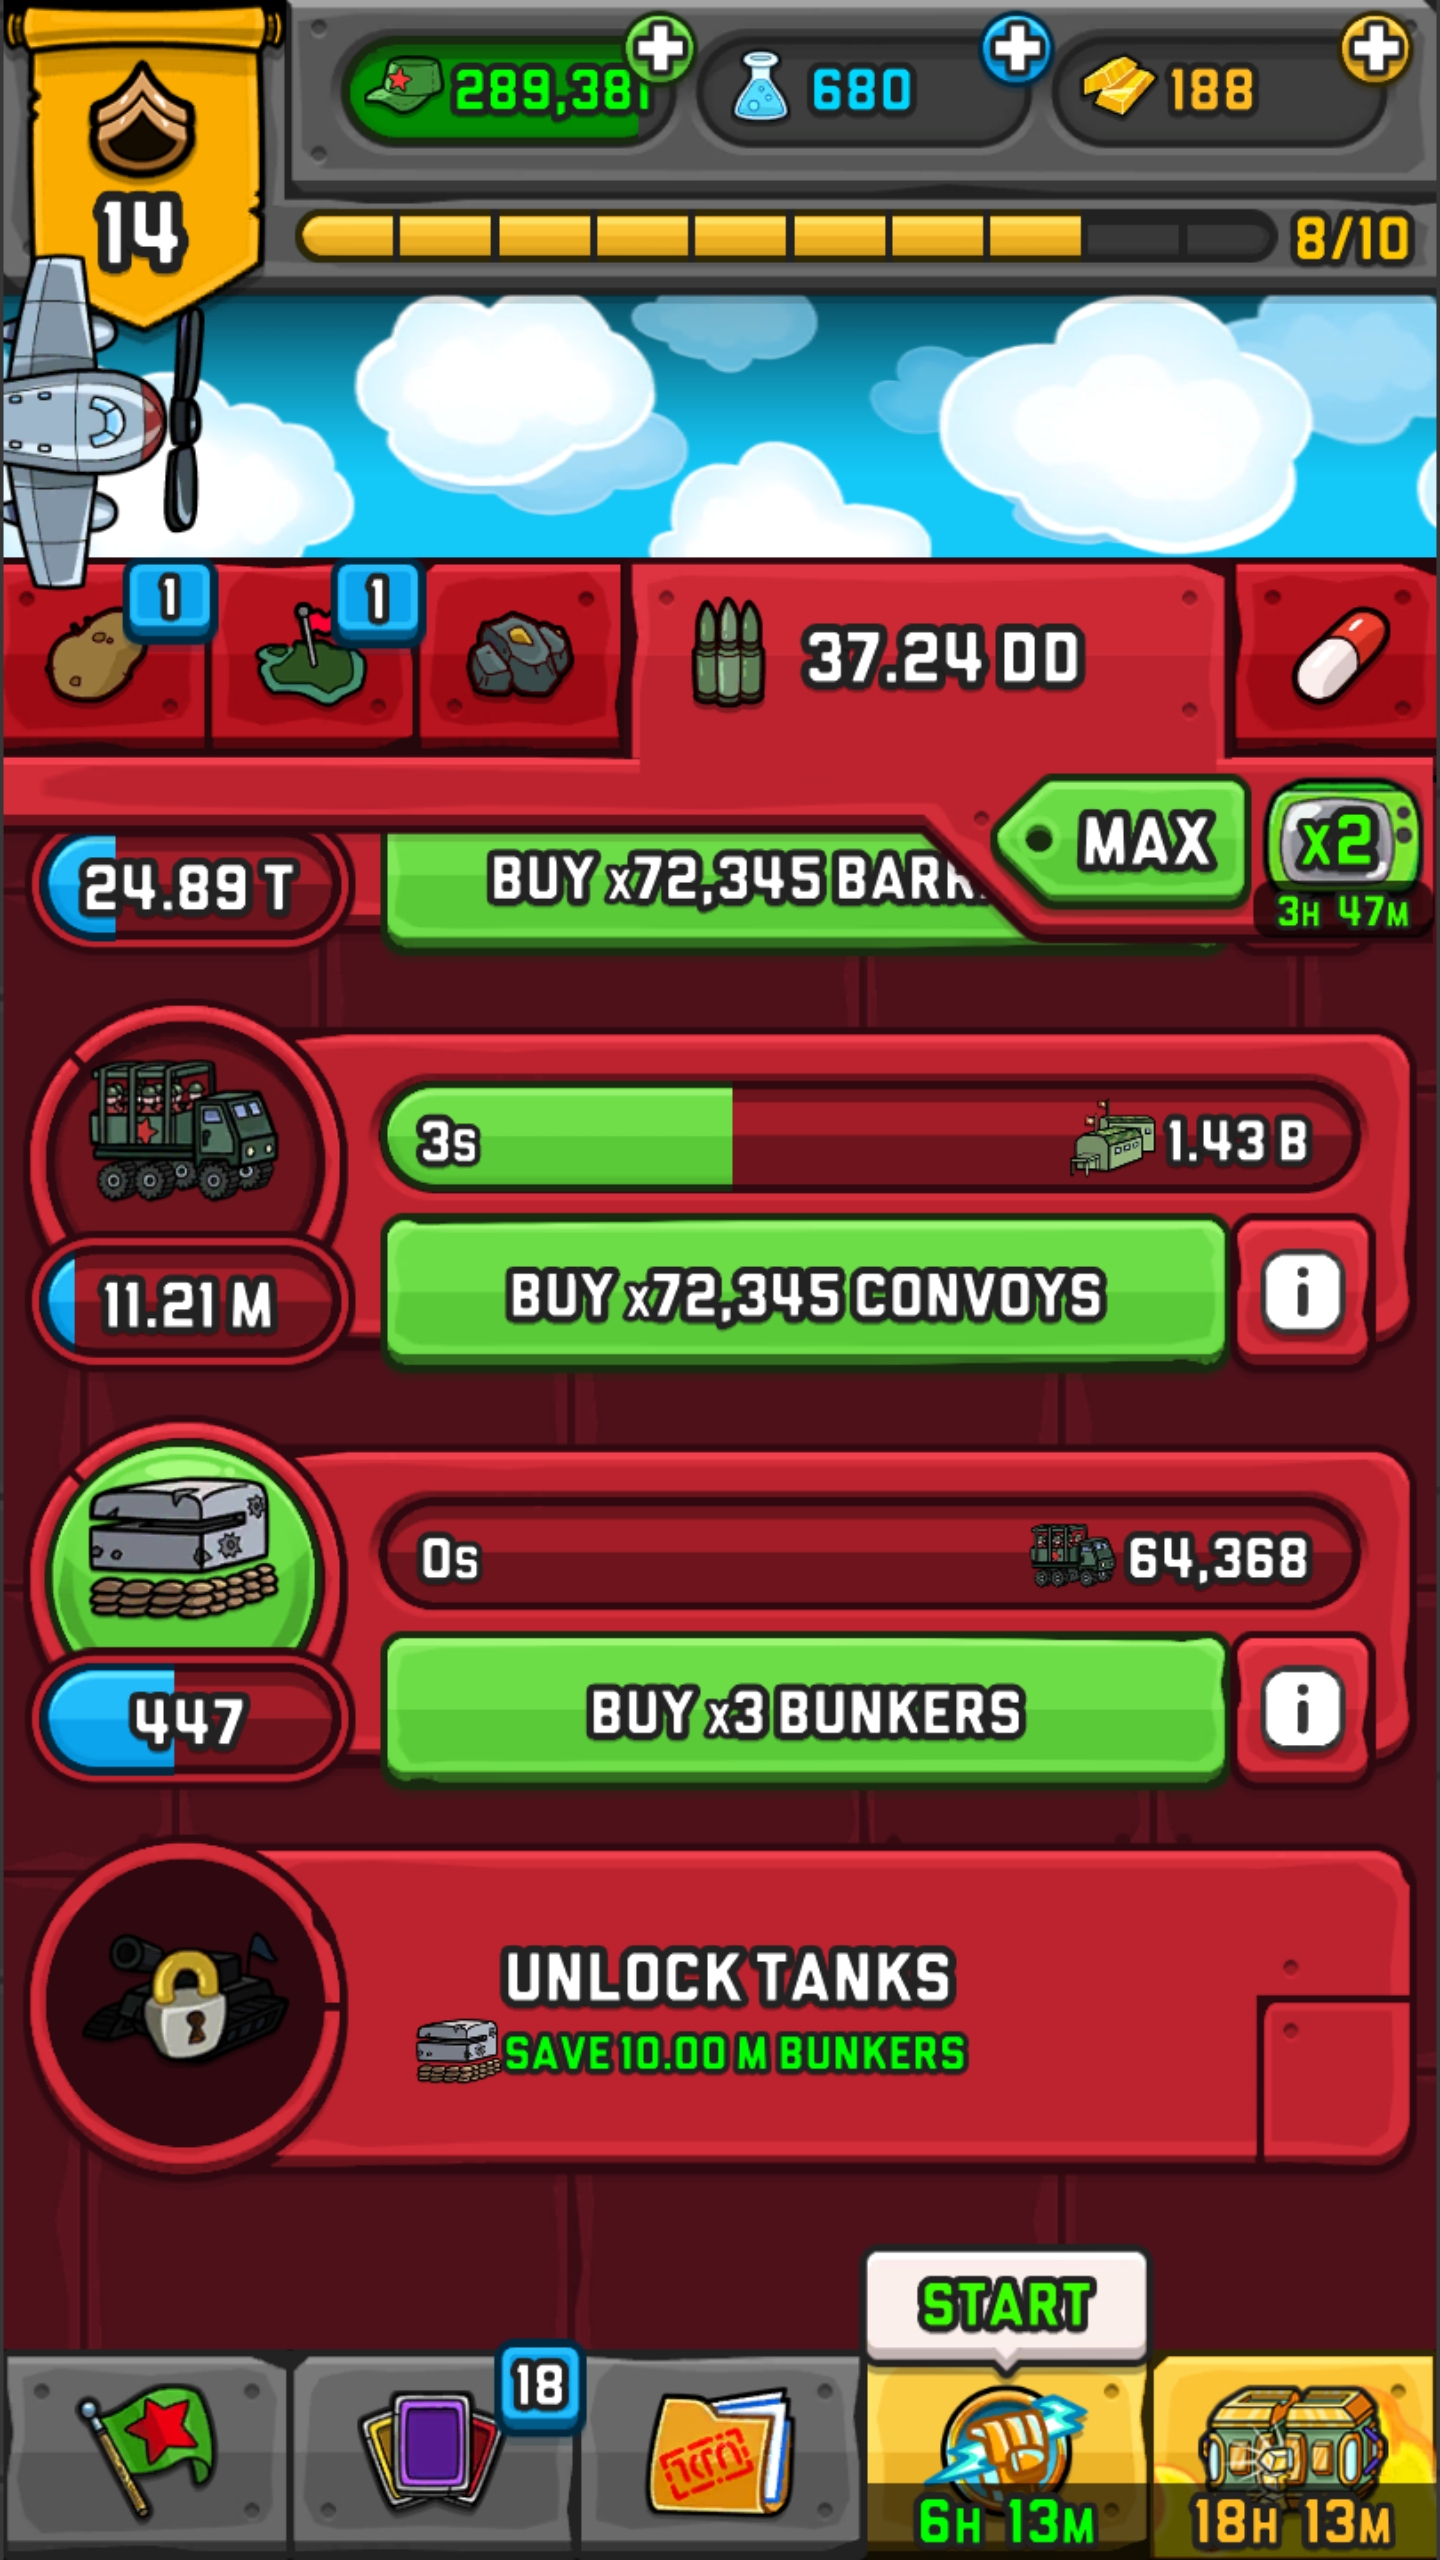 289,381
680
188
14
8/10
1
1
37.24 DD
MAX
x2
3H 47M
24.89 T
BUY x72,345
3s
1.43 B
11.21 M
BUY x72,345 CONVOYS
i
0s
64,368
447
BUY x3 BUNKERS
i
UNLOCK TANKS
SAVE 10.00 M BUNKERS
START
18
6H 13M
18H 13M